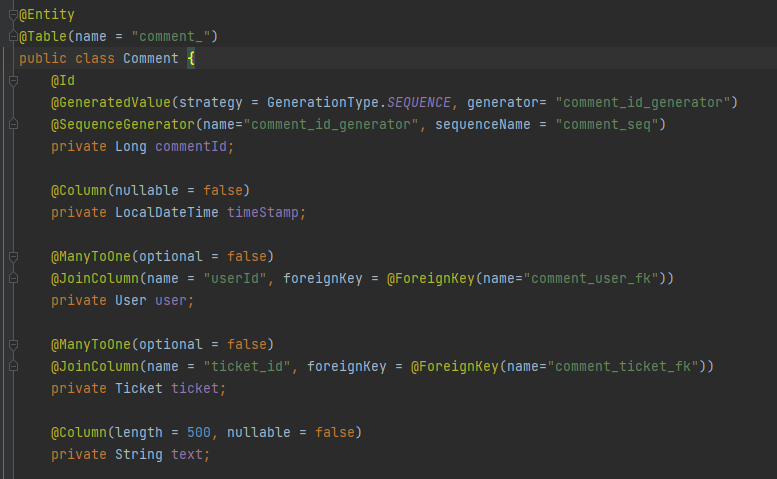 @Entity
@Table(name = "comment_")
public class Comment {
@Id
@GeneratedValue(strategy = GenerationType.SEQUENCE, generator= "comment_id_generator")
@SequenceGenerator(name="comment_id_generator", sequenceName = "comment_seq")
private Long commentId;
@Column(nullable = false)
private LocalDateTime timeStamp;
@ManyToOne(optional = false)
@JoinColumn(name = "userId", foreignKey = @ForeignKey(name="comment_user_fk"))
private User user;
@ManyToOne(optional = false)
@JoinColumn(name = "ticket_id", foreignKey = @ForeignKey(name="comment_ticket_fk"))
private Ticket ticket;
@Column(length = 500, nullable = false)
private String text;